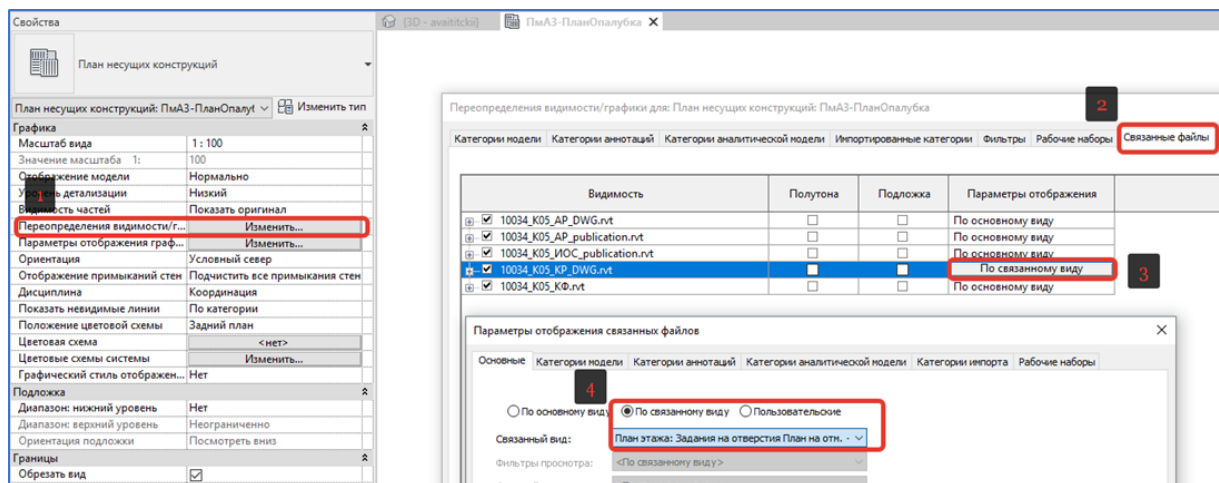 Свойства
{3D - avaititckii}
ПмА3-ПланОпалубка
План несущих конструкций
План несущих конструкций: ПмА3-ПланОпалуб
Изменить тип
Графика
Масштаб вида 1 : 100
Значение масштаба 1: 100
Отображение модели Нормально
детализации Низкий
Видимость частей Показать оригинал
Переопределения видимости/г... Изменить...
Параметры отображения граф... Изменить...
Ориентация Условный север
Отображение примыканий стен Подчистить все примыкания стен
Дисциплина Координация
Показать невидимые линии По категории
Положение цветовой схемы Задний план
Цветовая схема <нет>
Цветовые схемы системы Изменить...
Графический стиль отображен... Нет
Подложка
Диапазон: нижний уровень Нет
Диапазон: верхний уровень Неограниченно
Ориентация подложки Посмотреть вниз
Границы
Обрезать вид
1
Переопределения видимости/графики для: План несущих конструкций: ПмА3-ПланОпалубка
2
Категории модели Категории аннотаций Категории аналитической модели Импортированные категории Фильтры Рабочие наборы Связанные файлы
Видимость Полутона Подложка Параметры отображения
10034_K05_AP_DWG.rvt По основному виду
10034_K05_AP_publication.rvt По основному виду
10034_K05_ИОС_publication.rvt По основному виду
10034_K05_KP_DWG.rvt По связанному виду
10034_K05_КФ.rvt По основному виду
3
Параметры отображения связанных файлов
Основные Категории модели Категории аннотаций Категории аналитической модели Категории импорта Рабочие наборы
4
По основному виду По связанному виду Пользовательские
Связанный вид: План этажа: Задания на отверстия План на отм. -
Фильтры просмотра: <По связанному виду>